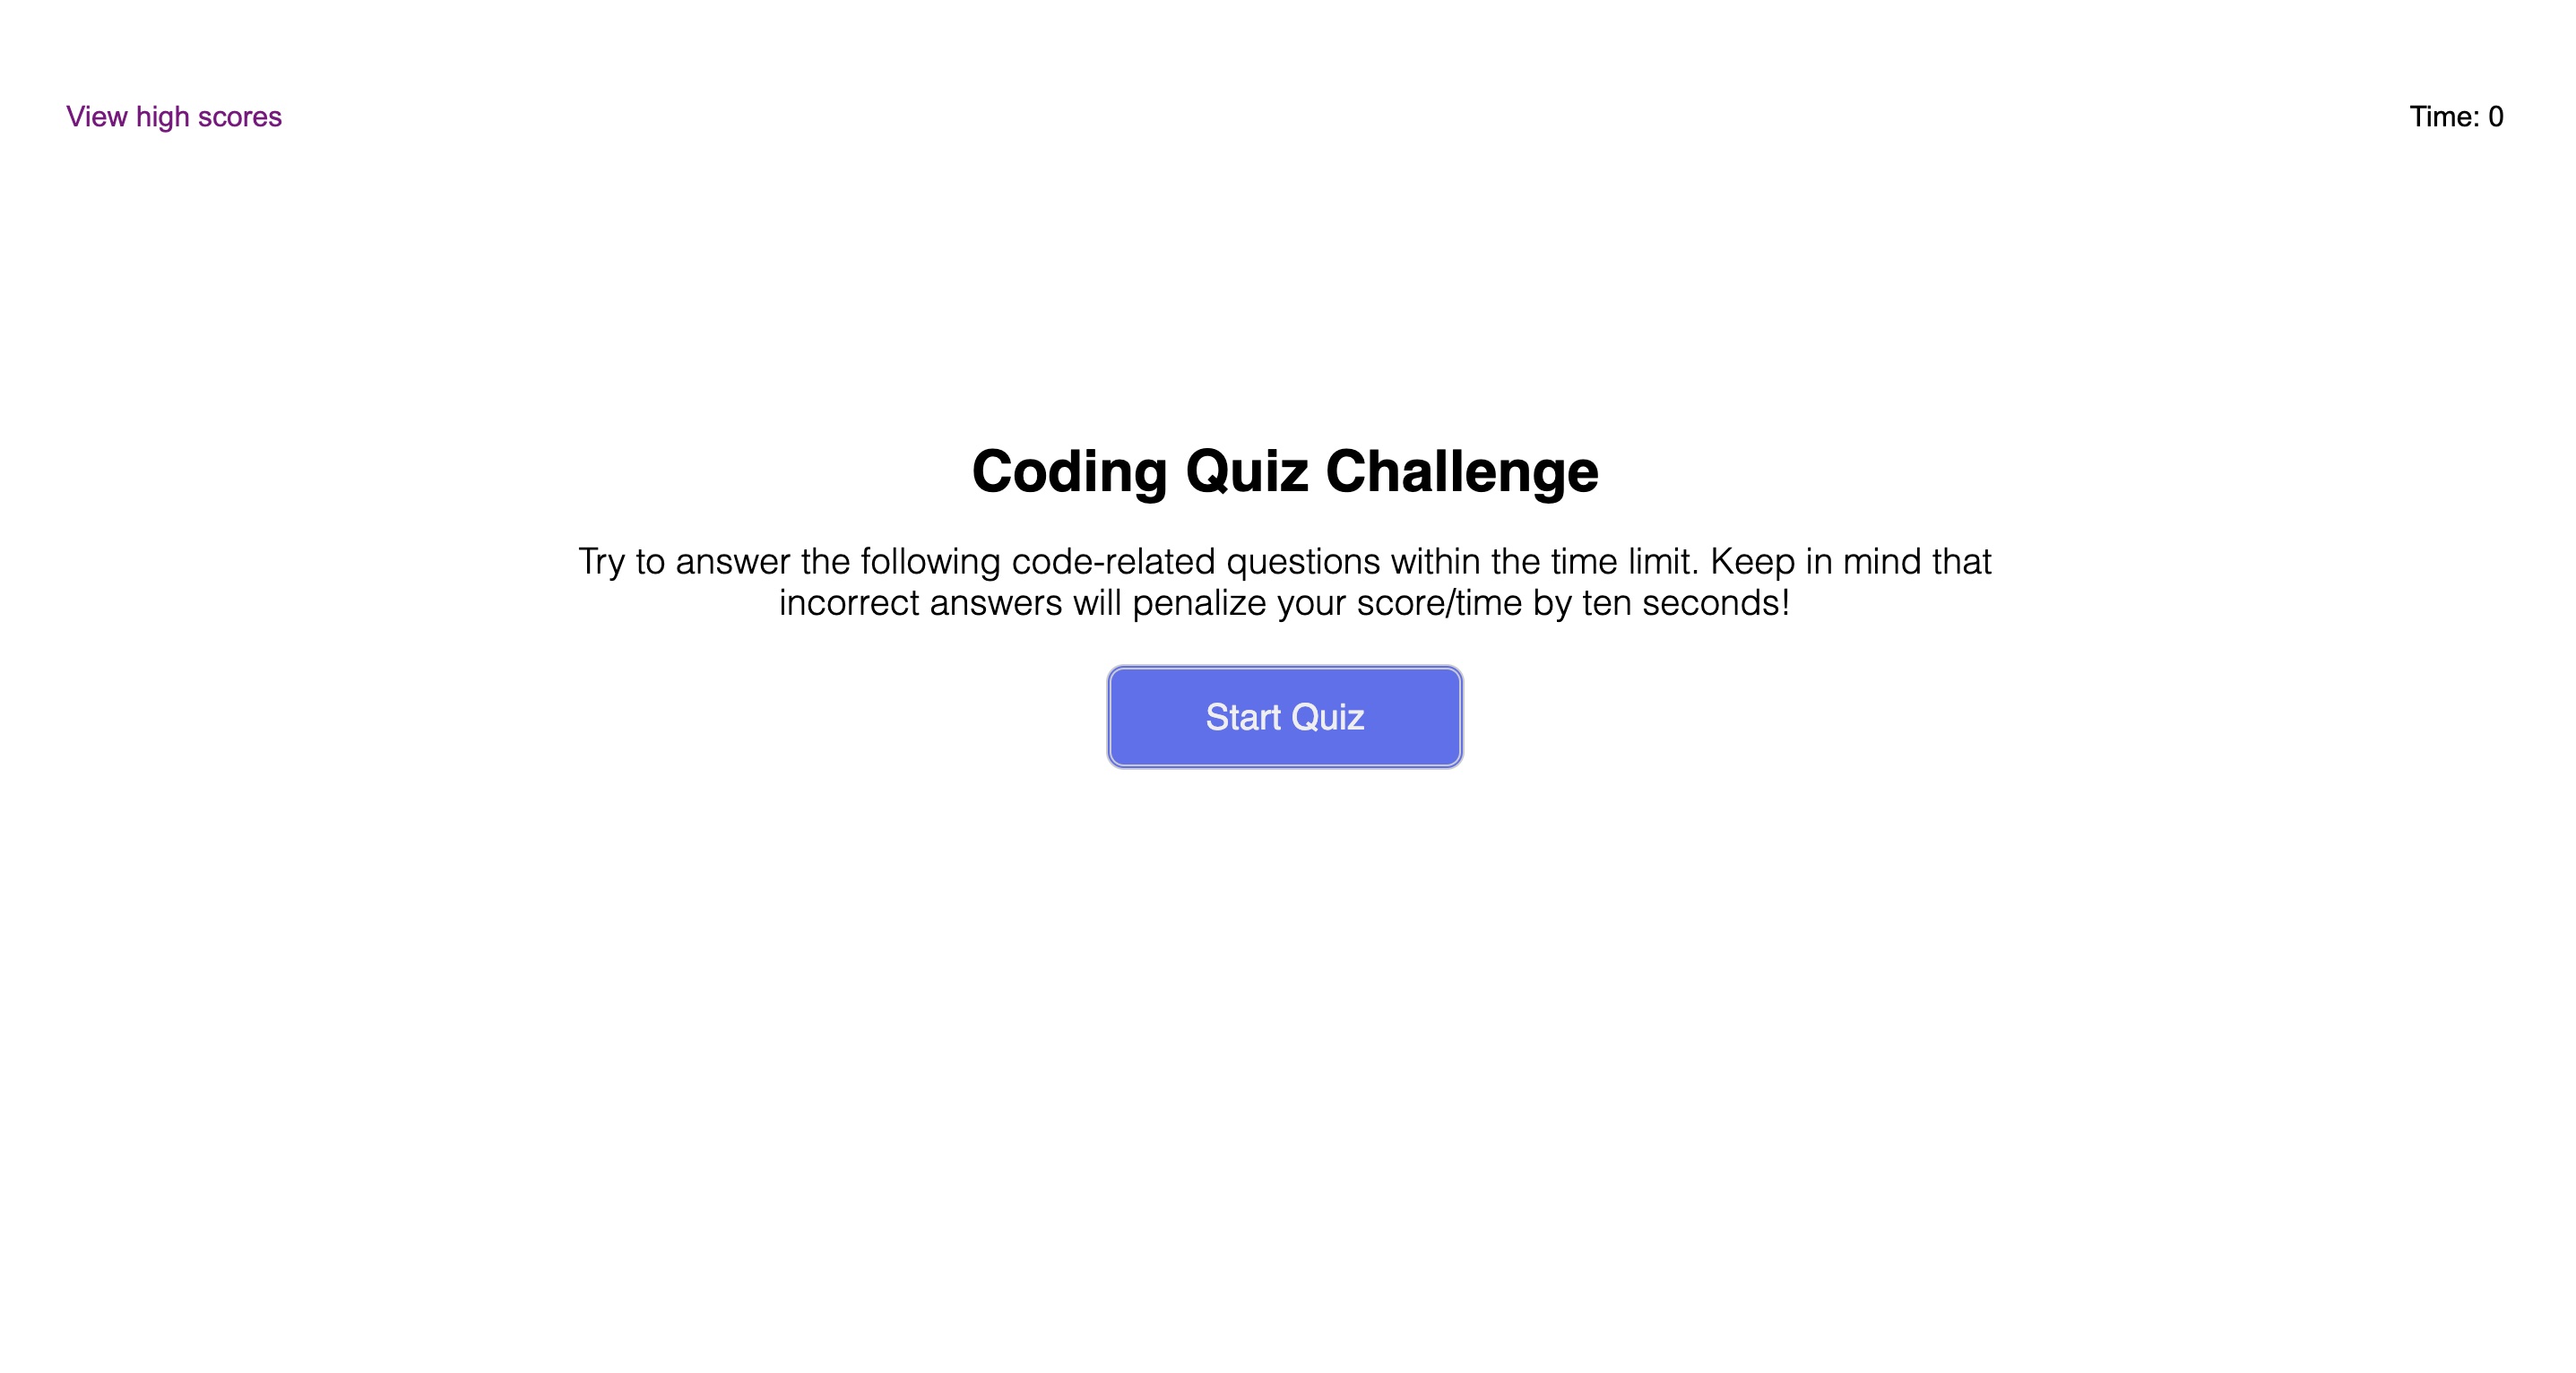 View high scores
Time: 0
Coding Quiz Challenge
Try to answer the following code-related questions within the time limit. Keep in mind that
incorrect answers will penalize your score/time by ten seconds!
Start Quiz